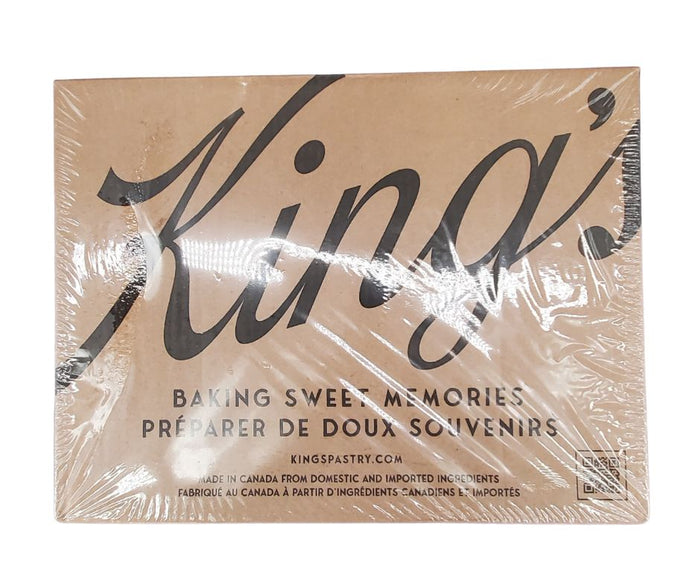 King's
BAKING SWEET MEMORIES
PRÉPARER DE DOUX SOUVENIRS
KINGSPASTRY.COM
MADE IN CANADA FROM DOMESTIC AND IMPORTED INGREDIENTS
FABRIQUÉ AU CANADA À PARTIR D'INGRÉDIENTS CANADIENS ET IMPORTÉS